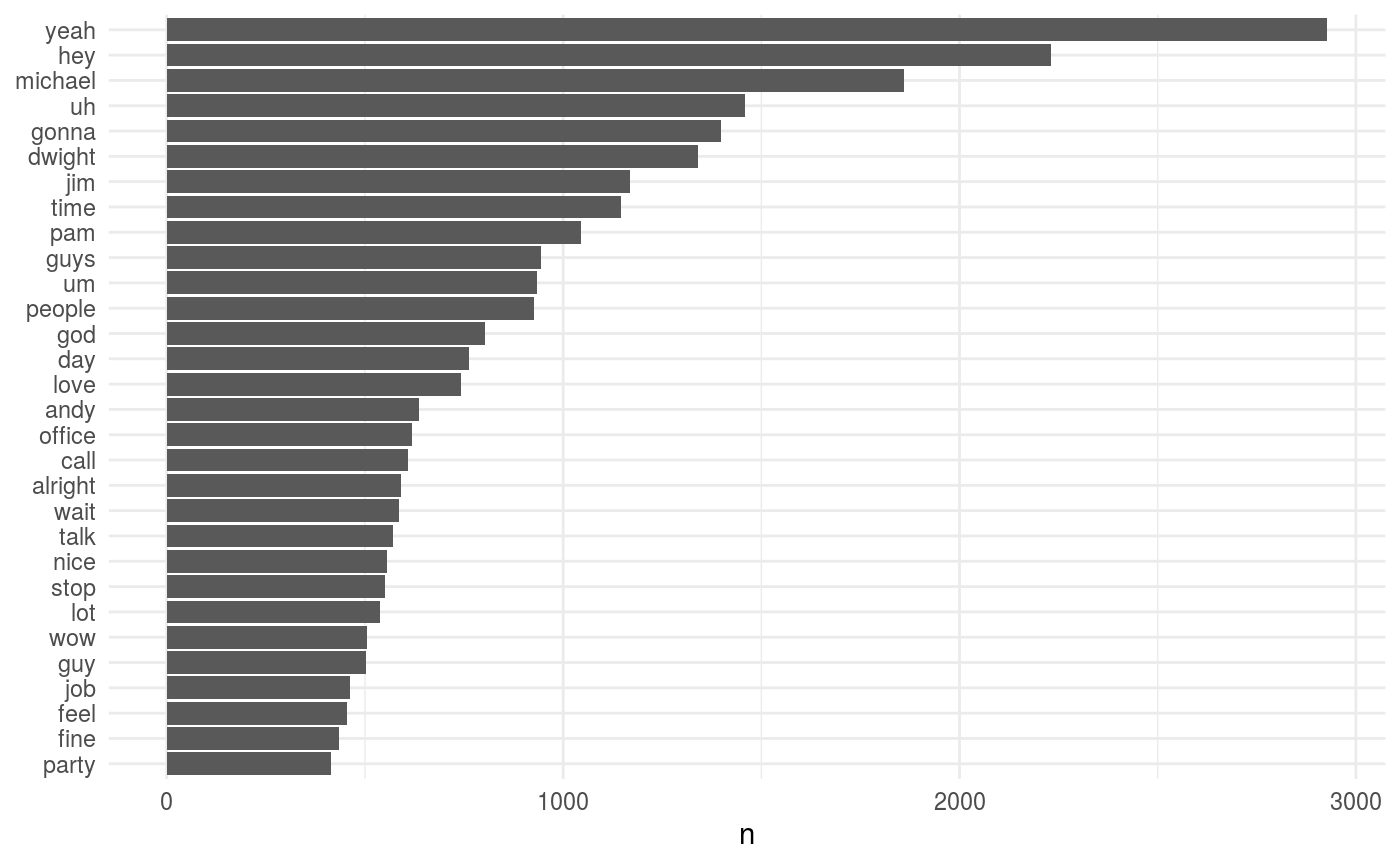 yeah
hey
michael
uh
gonna
dwight
jim
time
pam
guys
um
people
god
day
love
andy
office
call
alright
wait
talk
nice
stop
lot
wow
guy
job
feel
fine
party
0 1000 2000 3000
n